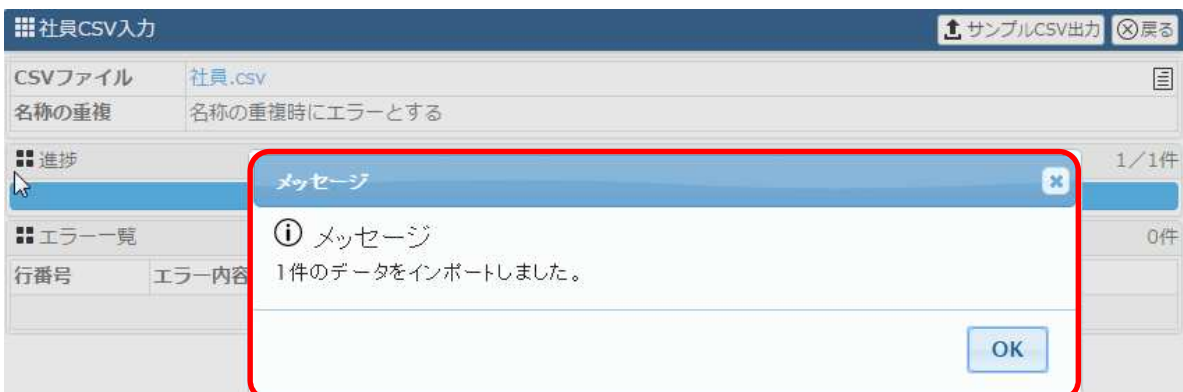 社員CSV入力 サンプルCSV出力 戻る
CSVファイル 社員.csv
名称の重複 名称の重複時にエラーとする
進捗 1/1件
メッセージ
エラー一覧 0件
メッセージ
行番号 エラー内容
1件のデータをインポートしました。
OK